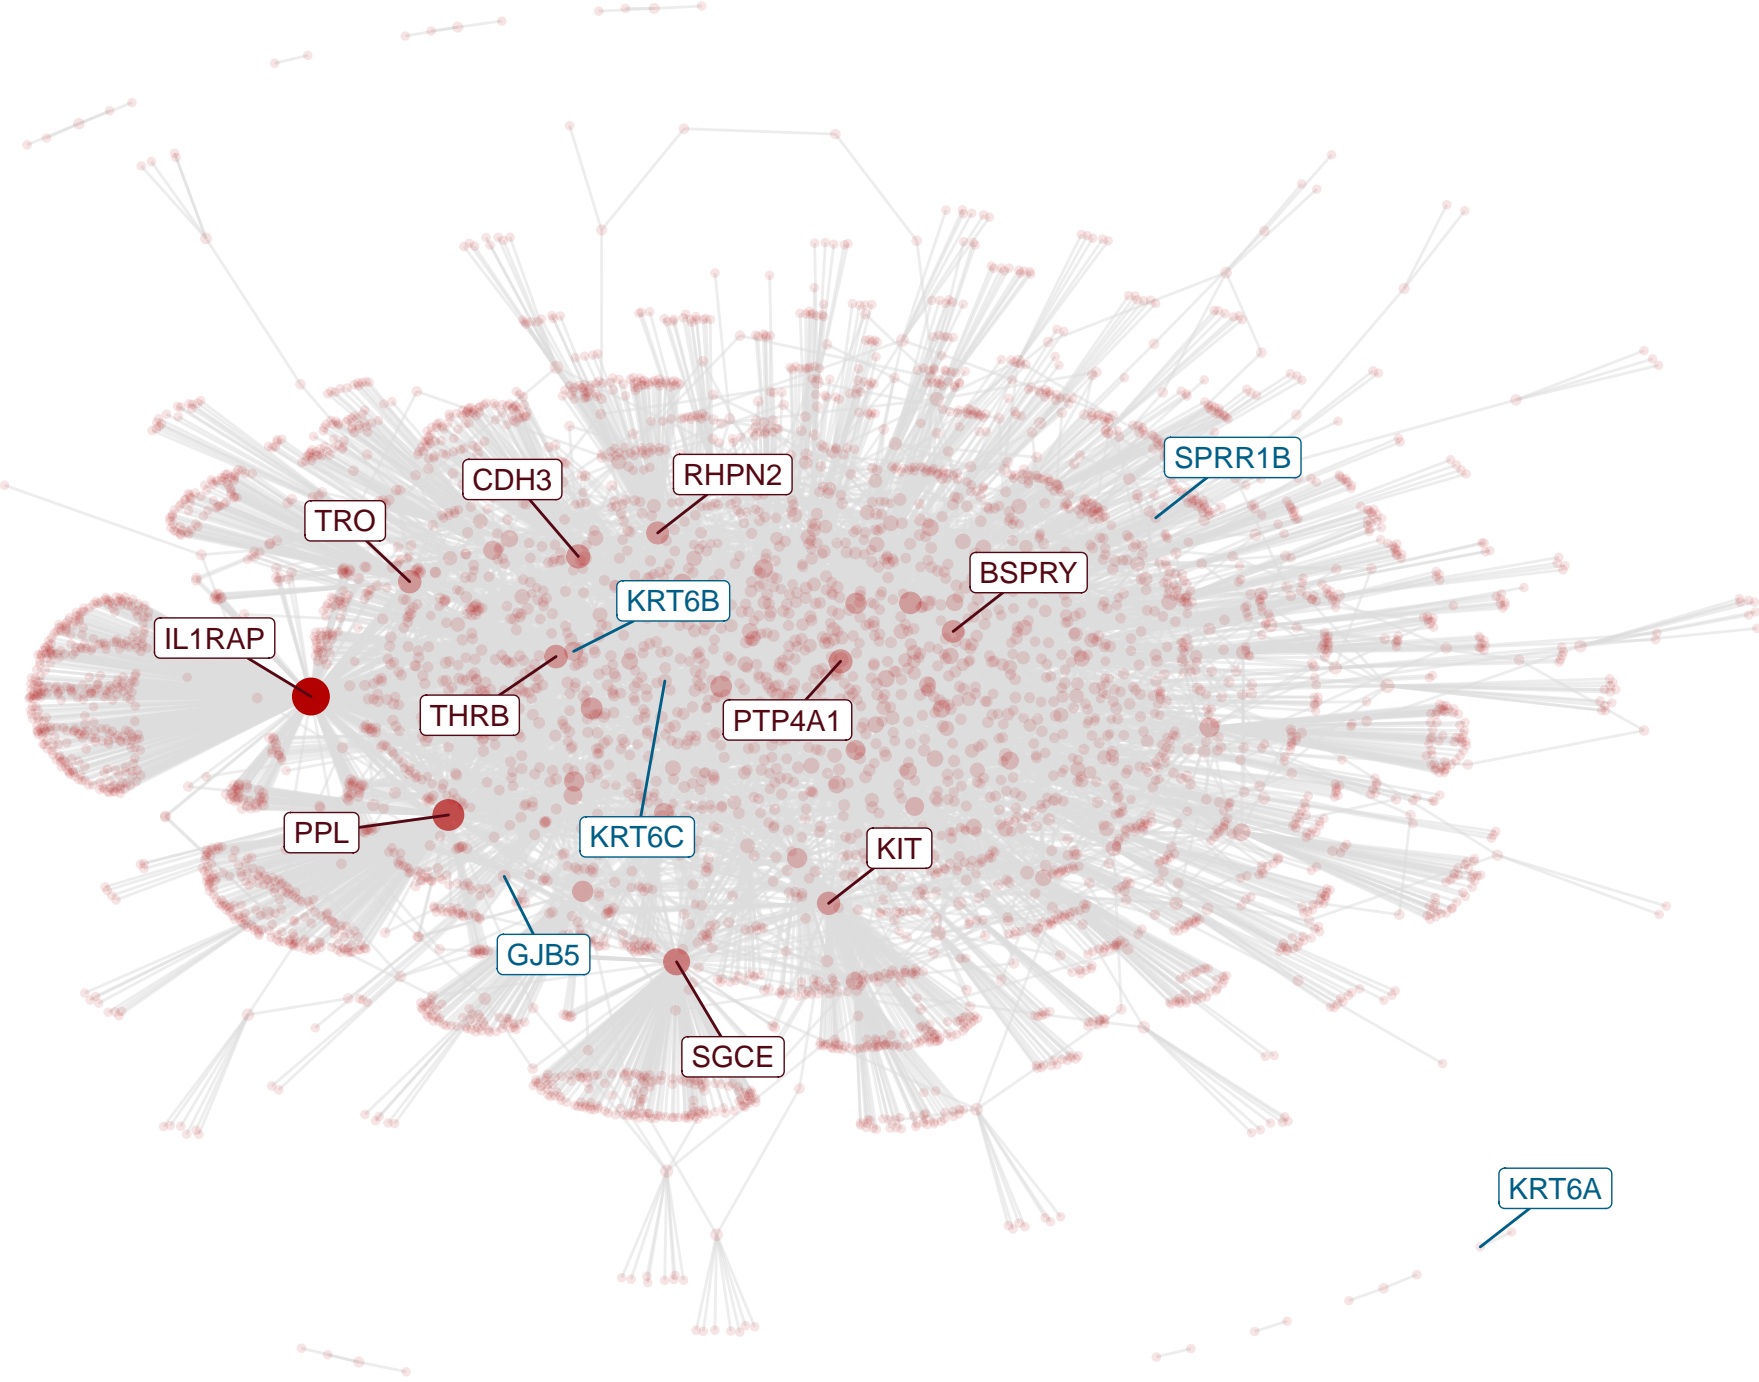 SPRR1B
RHPN2
CDH3
TRO
BSPRY
KRT6B
IL1RAP
THRB
PTP4A1
PPL
KRT6C
KIT
GJB5
SGCE
KRT6A